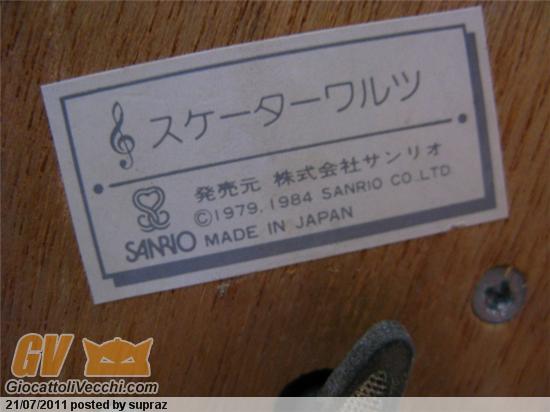 スケーターワルツ
発売元 株式会社サンリオ
©1979.1984 SANRIO CO.,LTD.
SANRIO MADE IN JAPAN
GV
GiocattoliVecchi.com
21/07/2011 posted by supraz